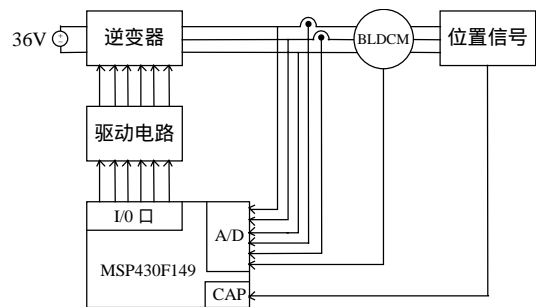 36V
逆变器
BLDCM
位置信号
驱动电路
I/0 口
A/D
MSP430F149
CAP